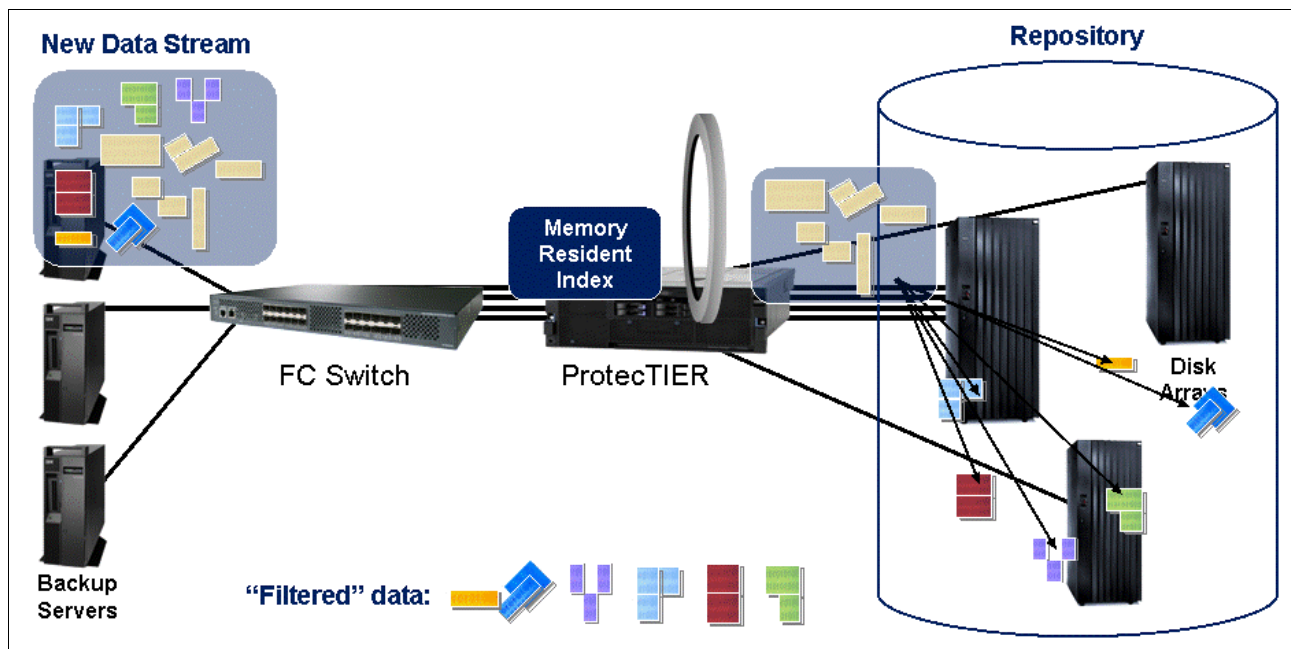 New Data Stream
Repository
Memory
Resident
Index
FC Switch
ProtecTIER
Disk
Arrays
Backup
Servers
“Filtered” data: